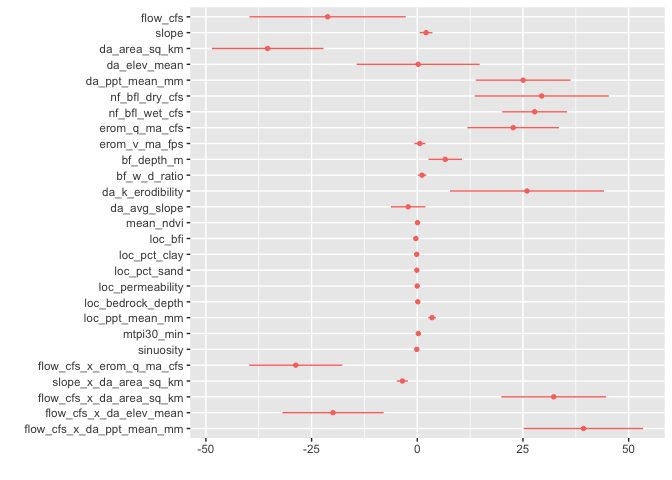 flow_cfs
slope
da_area_sq_km
da_elev_mean
da_ppt_mean_mm
nf_bfl_dry_cfs
nf_bfl_wet_cfs
erom_q_ma_cfs
erom_v_ma_fps
bf_depth_m
bf_w_d_ratio
da_k_erodibility
da_avg_slope
mean_ndvi
loc_bfi
loc_pct_clay
loc_pct_sand
loc_permeability
loc_bedrock_depth
loc_ppt_mean_mm
mtpi30_min
sinuosity
flow_cfs_x_erom_q_ma_cfs
slope_x_da_area_sq_km
flow_cfs_x_da_area_sq_km
flow_cfs_x_da_elev_mean
flow_cfs_x_da_ppt_mean_mm
-50 -25 0 25 50